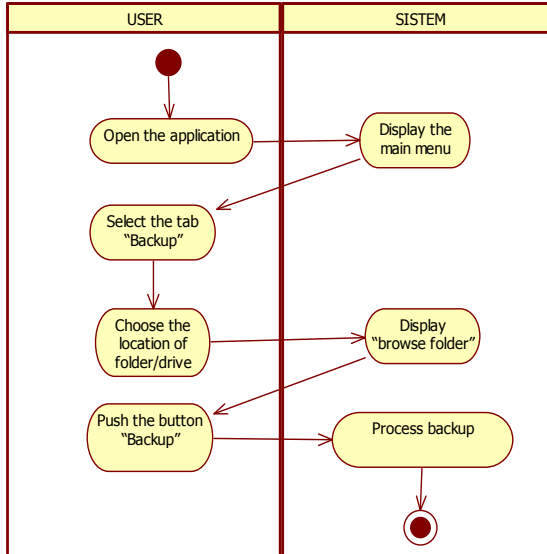 USER
SISTEM
Open the application
Display the
main menu
Select the tab
“Backup”
Choose the
location of
folder/drive
Display
“browse folder”
Push the button
“Backup”
Process backup